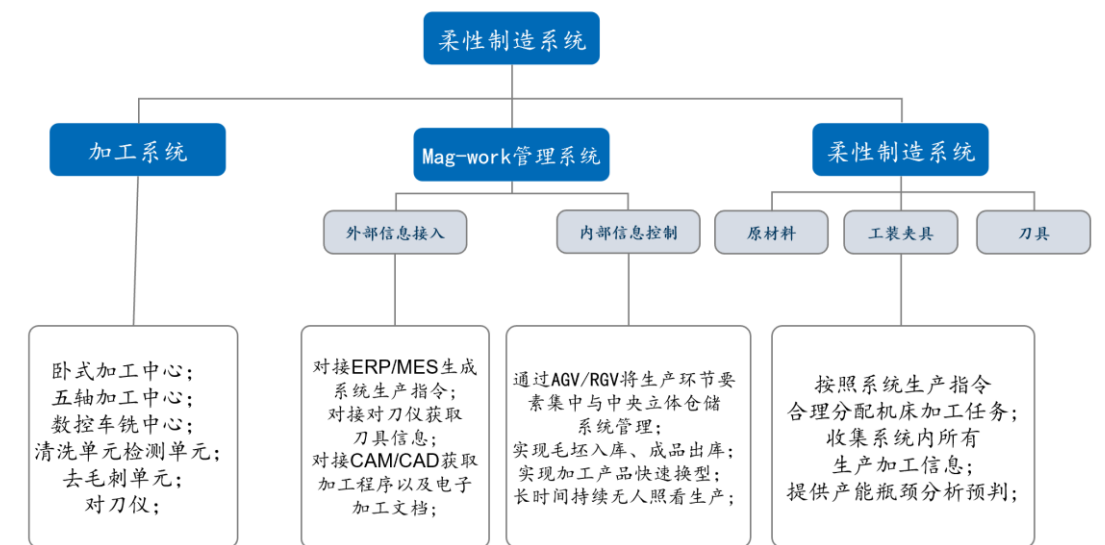 柔性制造系统
加工系统
Mag-work管理系统
柔性制造系统
外部信息接入
内部信息控制
原材料
工装夹具
刀具
卧式加工中心;
五轴加工中心;
数控车铣中心;
清洗单元检测单元;
去毛刺单元;
对刀仪;
对接ERP/MES生成
系统生产指令;
对接对刀仪获取
刀具信息;
对接CAM/CAD获取
加工程序以及电子
加工文档;
通过AGV/RGV将生产环节要
素集中与中央立体仓储
系统管理;
实现毛坯入库、成品出库;
实现加工产品快速换型;
长时间持续无人照看生产;
按照系统生产指令
合理分配机床加工任务;
收集系统内所有
生产加工信息;
提供产能瓶颈分析预判;